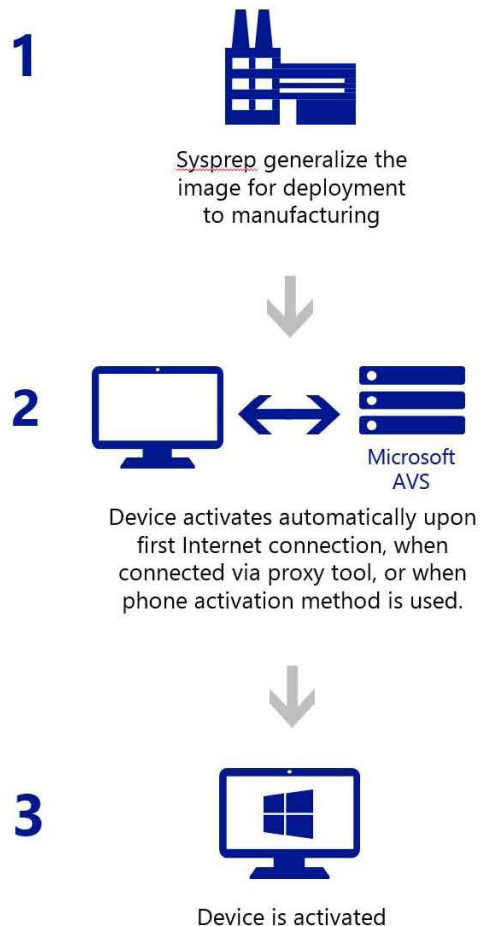 1
Sysprep generalize the
image for deployment
to manufacturing
2
Microsoft
AVS
Device activates automatically upon
first Internet connection, when
connected via proxy tool, or when
phone activation method is used.
3
Device is activated